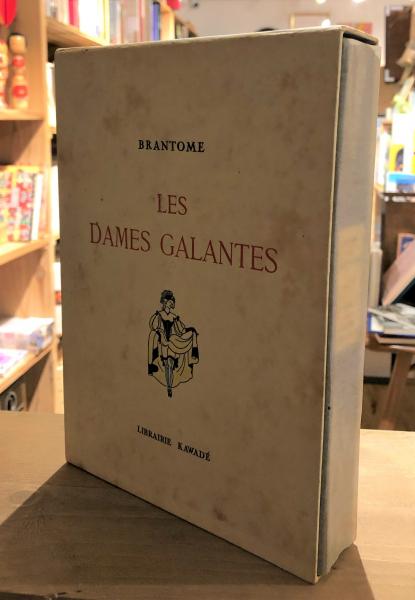 BRANTOME
LES
DAMES GALANTES
LIBRAIRIE KAWADÉ